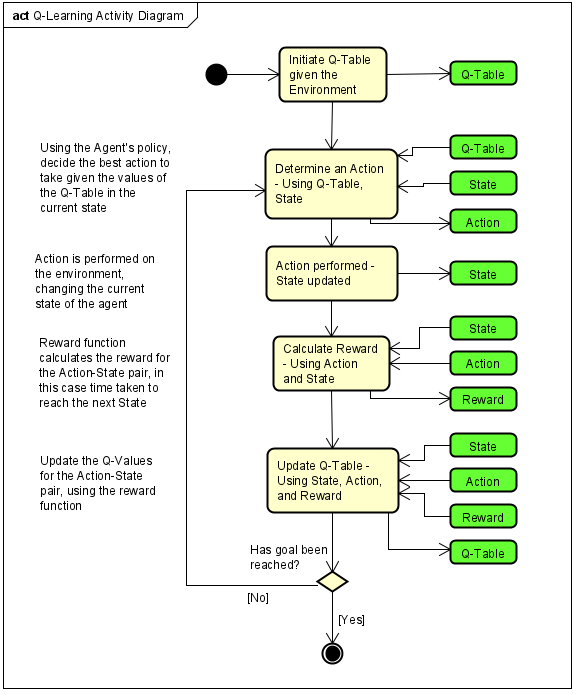 act Q-Learning Activity Diagram
Initiate Q-Table
given the
Environment
Q-Table
Using the Agent's policy,
decide the best action to
take given the values of
the Q-Table in the
current state
Determine an Action
- Using Q-Table,
State
Q-Table
State
Action
Action is performed on
the environment,
changing the current
state of the agent
Action performed -
State updated
State
Reward function
calculates the reward for
the Action-State pair, in
this case time taken to
reach the next State
Calculate Reward
- Using Action
and State
State
Action
Reward
Update the Q-Values
for the Action-State
pair, using the reward
function
Update Q-Table -
Using State, Action,
and Reward
State
Action
Reward
Q-Table
Has goal been
reached?
[No]
[Yes]